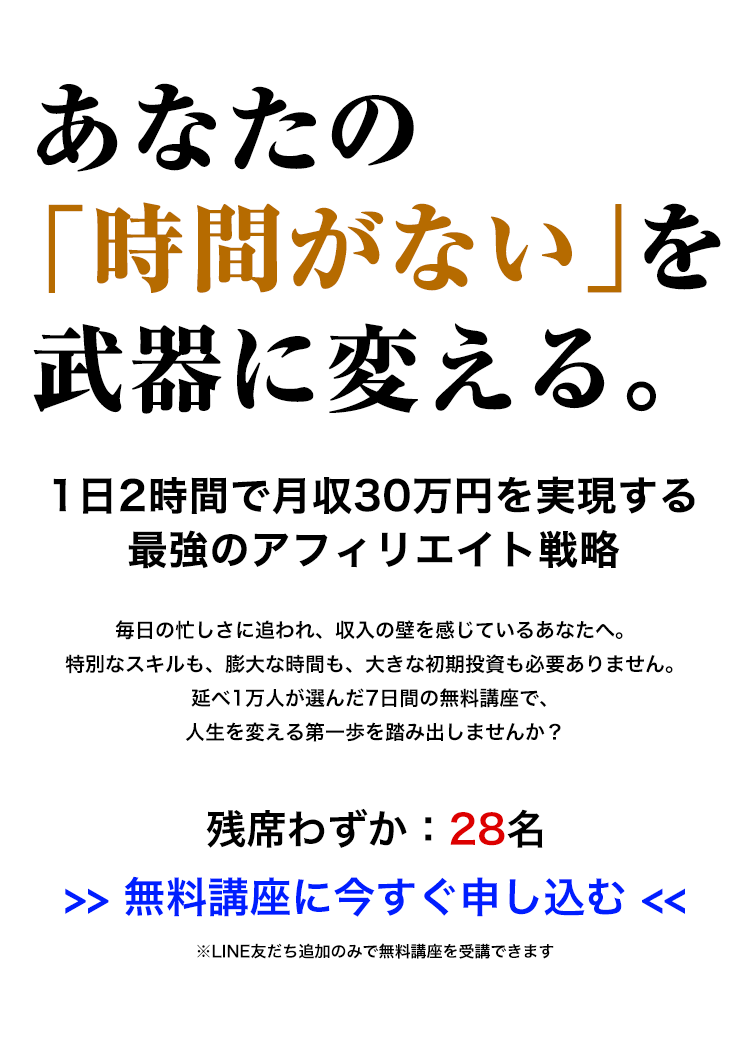 あなたの
「時間がない」を
武器に変える。
1日2時間で月収30万円を実現する
最強のアフィリエイト戦略
毎日の忙しさに追われ、収入の壁を感じているあなたへ。
特別なスキルも、膨大な時間も、大きな初期投資も必要ありません。
延べ1万人が選んだ7日間の無料講座で、
人生を変える第一歩を踏み出しませんか？
残席わずか：28名
>> 無料講座に今すぐ申し込む <<
※LINE友だち追加のみで無料講座を受講できます